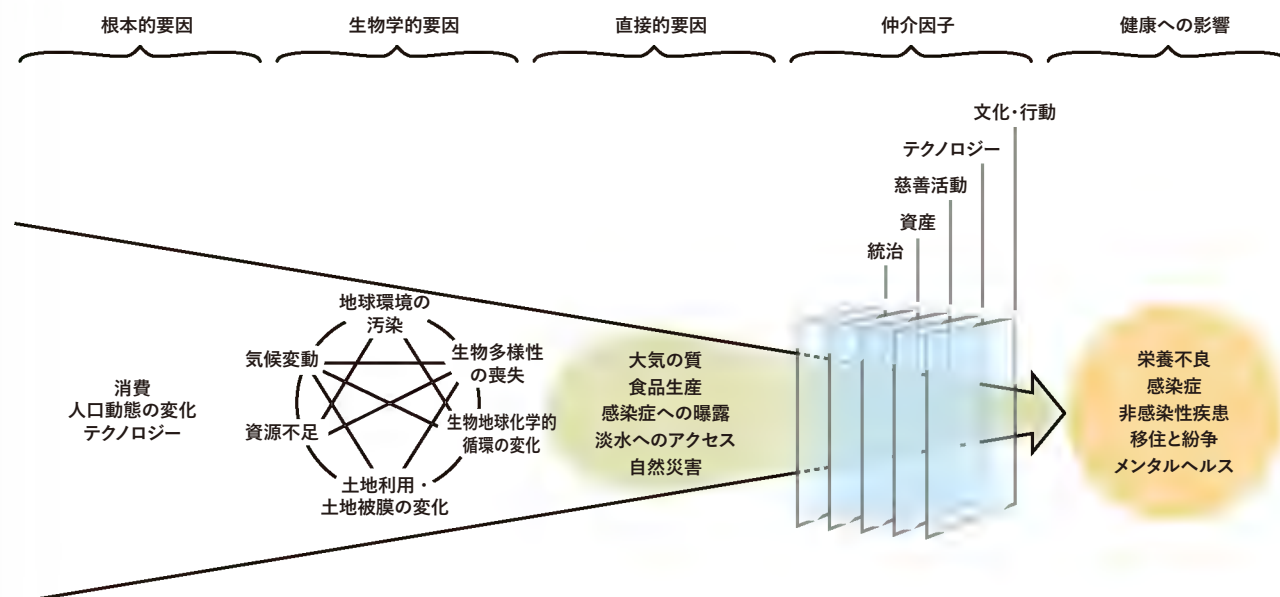 根本的要因
生物学的要因
直接的要因
仲介因子
健康への影響
文化・行動
テクノロジー
慈善活動
資産
統治
消費
人口動態の変化
テクノロジー
地球環境の
汚染
気候変動
生物多様性
の喪失
資源不足
生物地球化学的
循環の変化
土地利用・
土地被膜の変化
大気の質
食品生産
感染症への曝露
淡水へのアクセス
自然災害
栄養不良
感染症
非感染性疾患
移住と紛争
メンタルヘルス